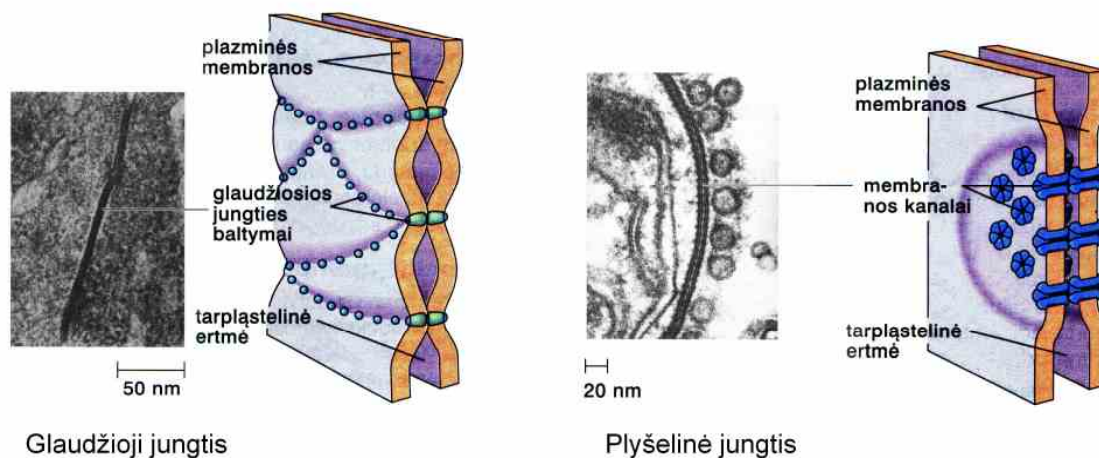 plazminės
membranos
glaudžiosios
jungties
baltymai
tarpląstelinė
ertmė
50 nm
Glaudžioji jungtis
plazminės
membranos
membra-
nos kanalai
tarpląstelinė
ertmė
20 nm
Plyšelinė jungtis